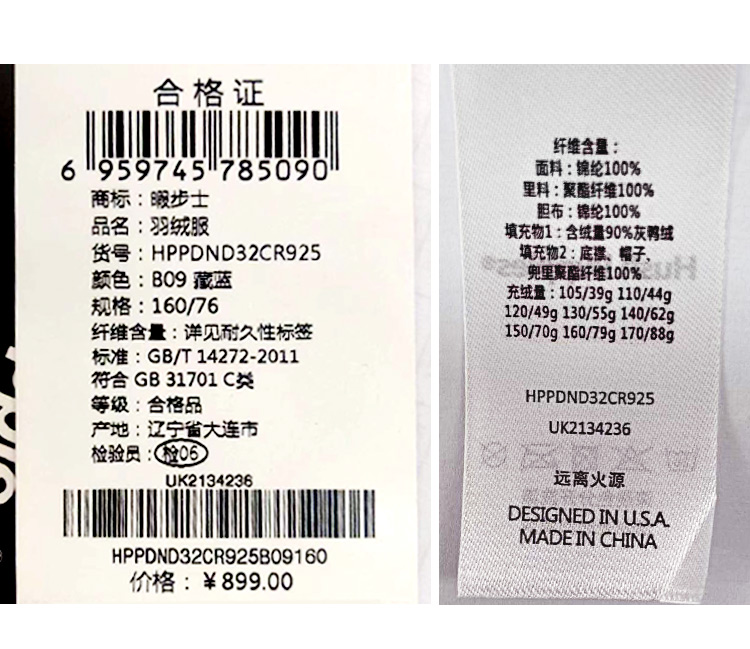 合格证
6 959745 785090
商标：暇步士
品名：羽绒服
货号：HPPDND32CR925
颜色：B09 藏蓝
规格：160/76
纤维含量：详见耐久性标签
标准：GB/T 14272-2011
符合 GB 31701 C类
等级：合格品
产地：辽宁省大连市
检验员：检06
UK2134236
HPPDND32CR925B09160
价格：￥899.00
纤维含量：
面料：锦纶100%
里料：聚酯纤维100%
胆布：锦纶100%
填充物1：含绒量90%灰鸭绒
填充物2：底摆、帽子、
兜里聚酯纤维100%
充绒量：105/39g 110/44g
120/49g 130/55g 140/62g
150/70g 160/79g 170/88g
HPPDND32CR925
UK2134236
远离火源
DESIGNED IN U.S.A.
MADE IN CHINA